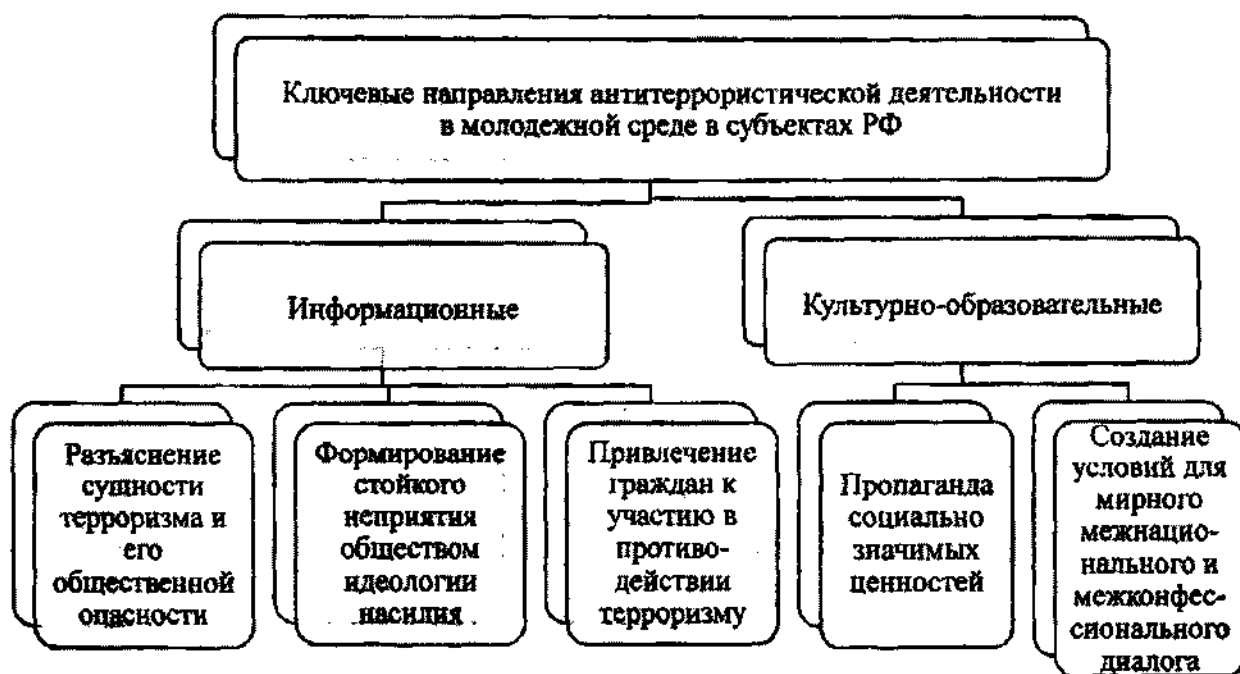 Ключевые направления антитеррористической деятельности
в молодежной среде в субъектах РФ
Информационные
Культурно-образовательные
Разъяснение
сущности
терроризма и
его
общественной
опасности
Формирование
стойкого
неприятия
обществом
идеологии
насилия
Привлечение
граждан к
участию в
противо-
действии
терроризму
Пропаганда
социально
значимых
ценностей
Создание
условий для
мирного
межнацио-
нального и
межконфес-
сионального
диалога